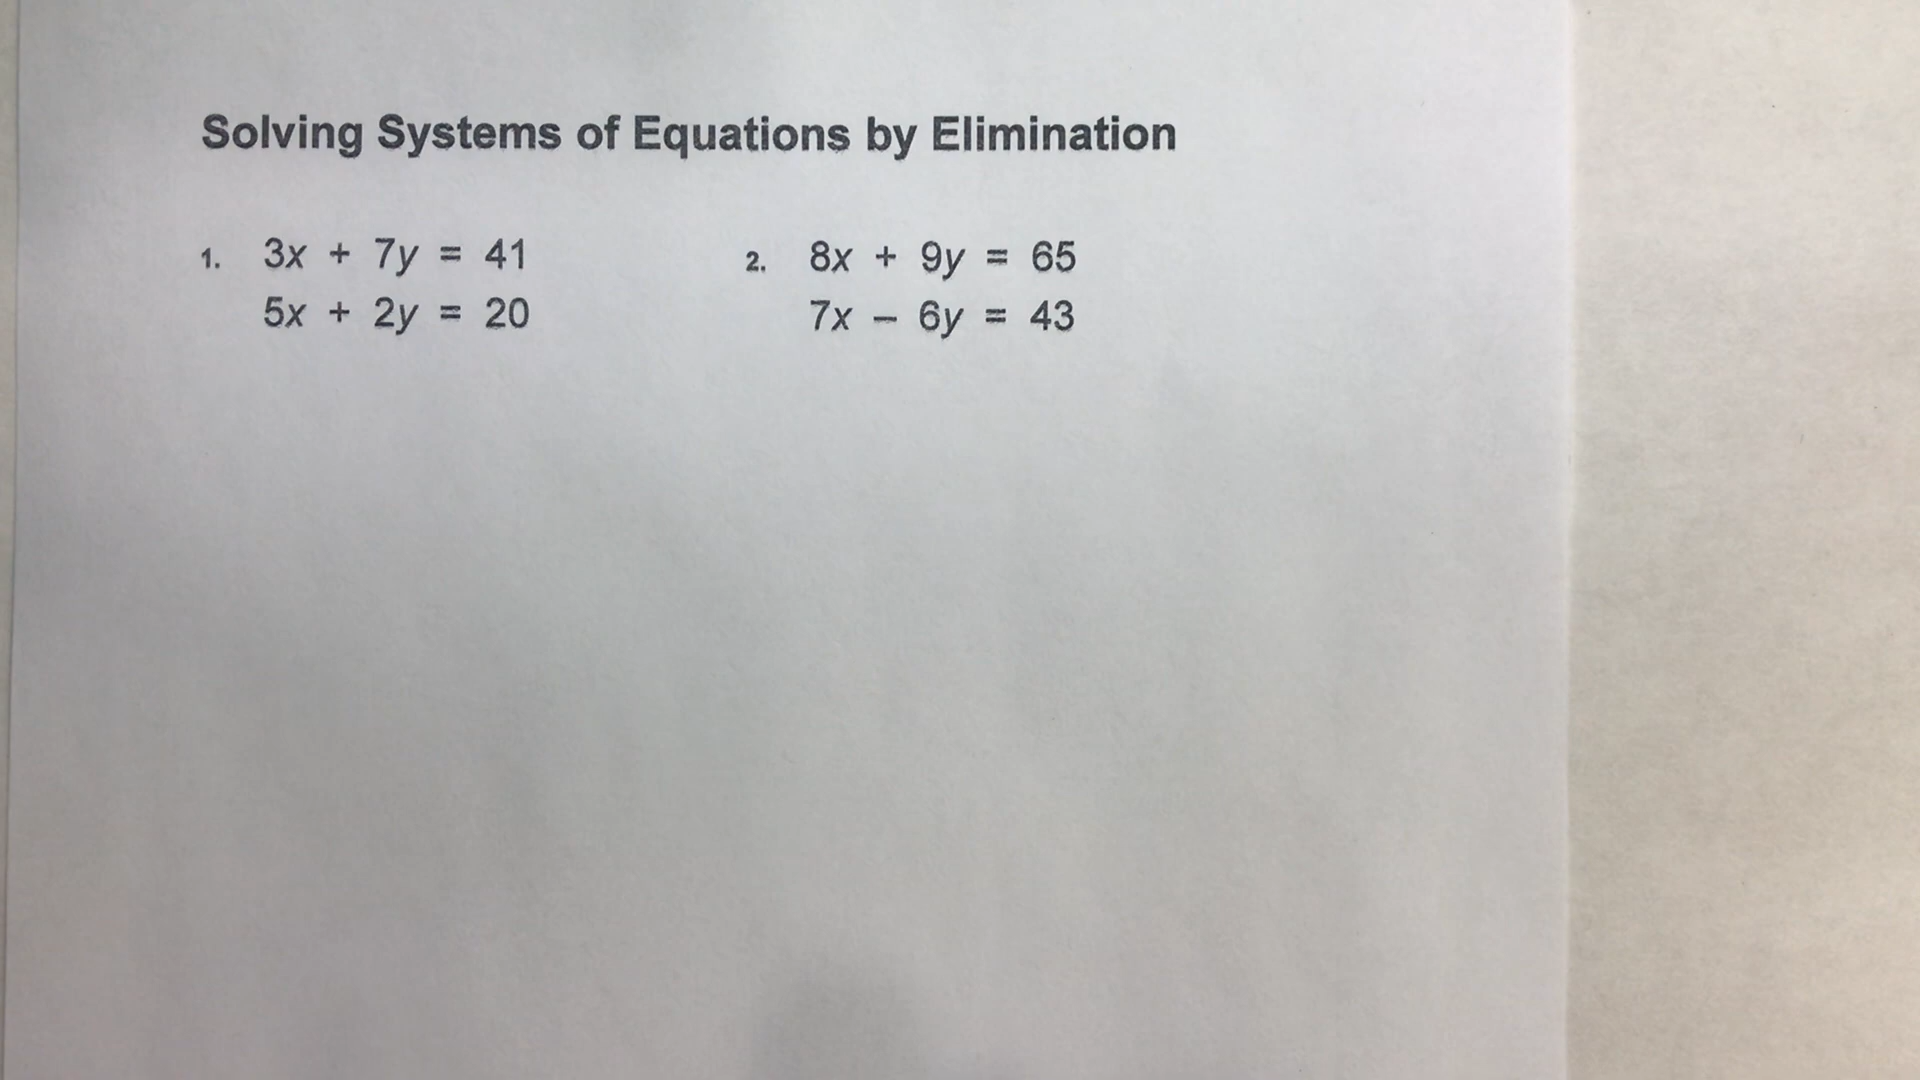 Solving Systems of Equations by Elimination
1. 3x + 7y = 41
5x + 2y = 20
2. 8x + 9y = 65
7x − 6y = 43